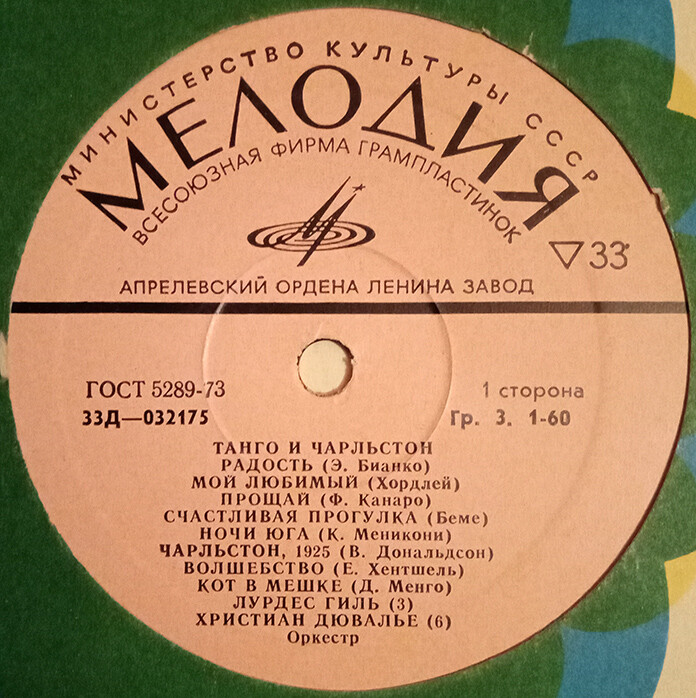 МИНИСТЕРСТВО КУЛЬТУРЫ СССР
МЕЛОДИЯ
ВСЕСОЮЗНАЯ ФИРМА ГРАМПЛАСТИНОК
▽33
АПРЕЛЕВСКИЙ ОРДЕНА ЛЕНИНА ЗАВОД
ГОСТ 5289-73
1 сторона
33Д—032175
Гр. 3. 1-60
ТАНГО И ЧАРЛЬСТОН
РАДОСТЬ (Э. Бианко)
МОЙ ЛЮБИМЫЙ (Хордлей)
ПРОЩАЙ (Ф. Канаро)
СЧАСТЛИВАЯ ПРОГУЛКА (Беме)
НОЧИ ЮГА (К. Меникони)
ЧАРЛЬСТОН, 1925 (В. Дональдсон)
ВОЛШЕБСТВО (Е. Хентшель)
КОТ В МЕШКЕ (Д. Менго)
ЛУРДЕС ГИЛЬ (3)
ХРИСТИАН ДЮВАЛЬЕ (6)
Оркестр